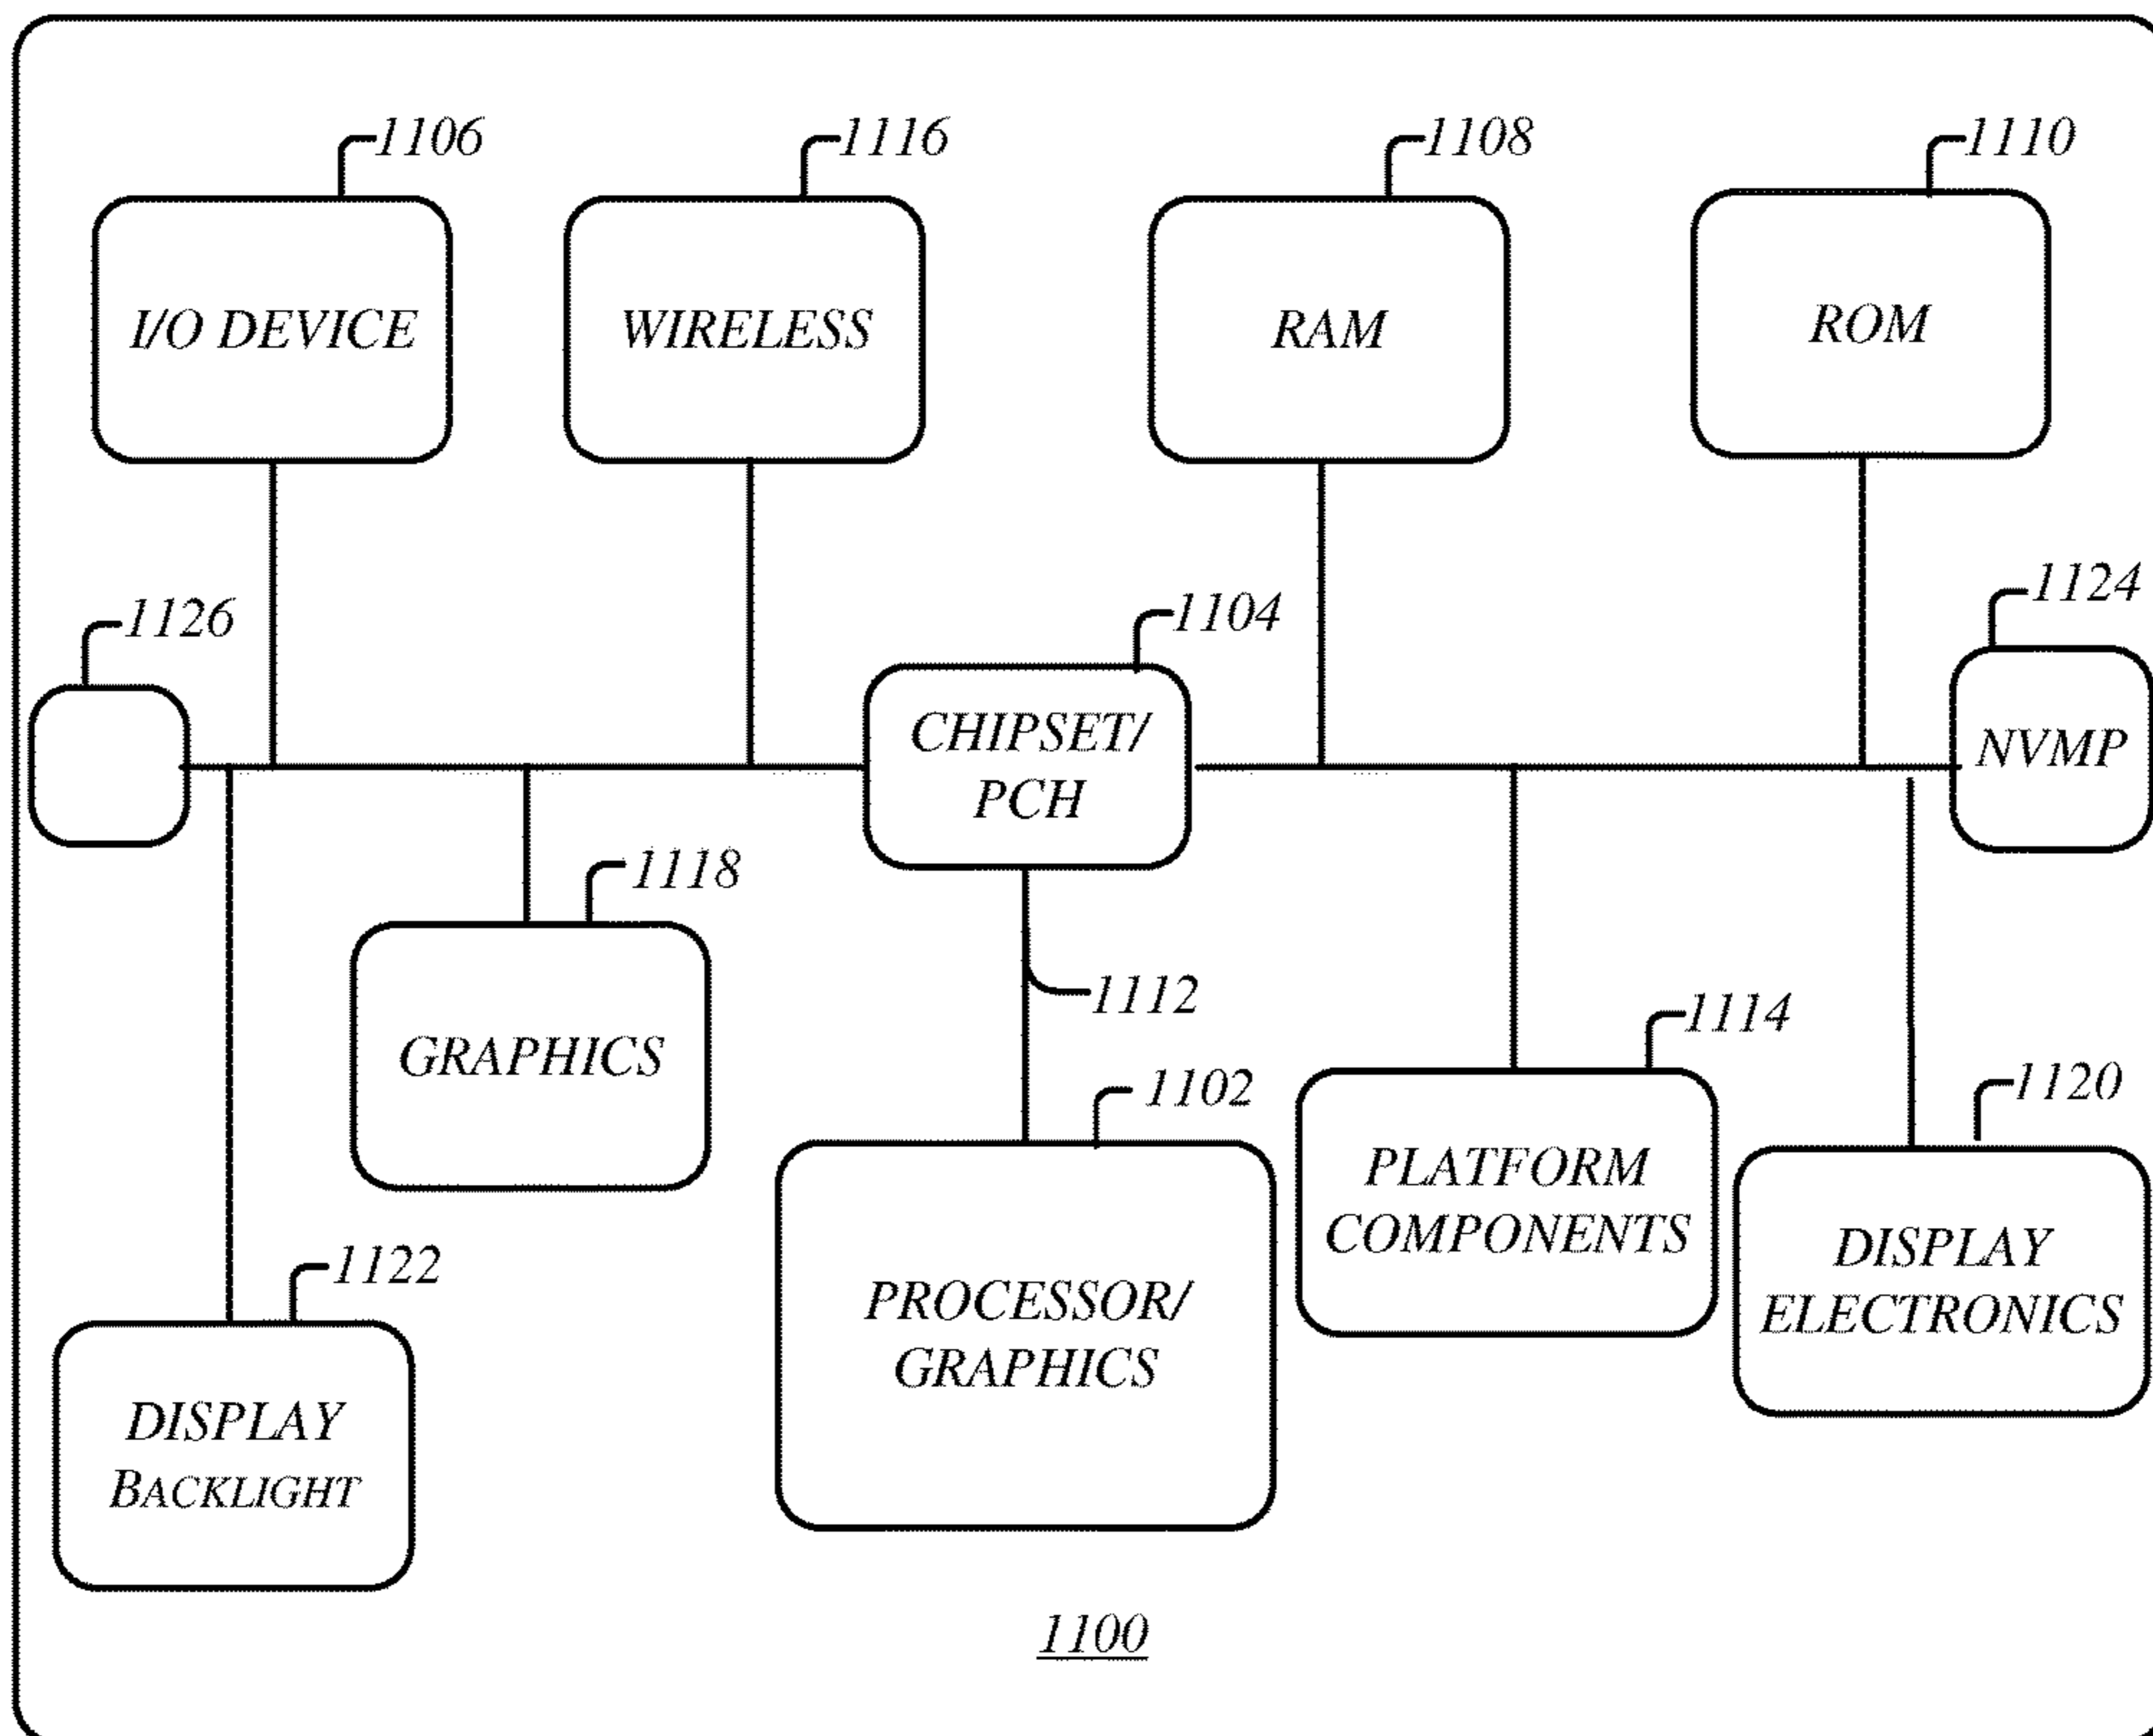 1106
1116
1108
1110
I/O DEVICE
WIRELESS
RAM
ROM
1126
1104
1124
CHIPSET/
PCH
NVMP
1118
1112
GRAPHICS
1114
1102
1120
PLATFORM
COMPONENTS
DISPLAY
ELECTRONICS
1122
PROCESSOR/
GRAPHICS
DISPLAY
BACKLIGHT
1100